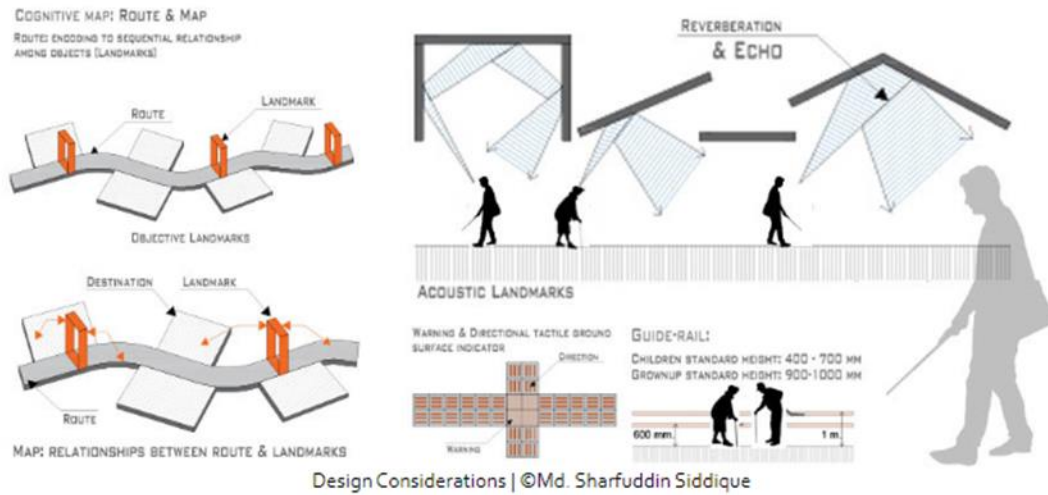 COGNITIVE MAP: ROUTE & MAP
ROUTE: ENCODING TO SEQUENTIAL RELATIONSHIP
AMONG OBJECTS (LANDMARKS)
ROUTE
LANDMARK
OBJECTIVE LANDMARKS
DESTINATION
LANDMARK
ROUTE
MAP: RELATIONSHIPS BETWEEN ROUTE & LANDMARKS
REVERBERATION
& ECHO
ACOUSTIC LANDMARKS
WARNING & DIRECTIONAL TACTILE GROUND
SURFACE INDICATOR
DIRECTION
WARNING
GUIDE-RAIL:
CHILDREN STANDARD HEIGHT: 400 - 700 MM
GROWNUP STANDARD HEIGHT: 900-1000 MM
600 mm
1 m
Design Considerations | ©Md. Sharfuddin Siddique